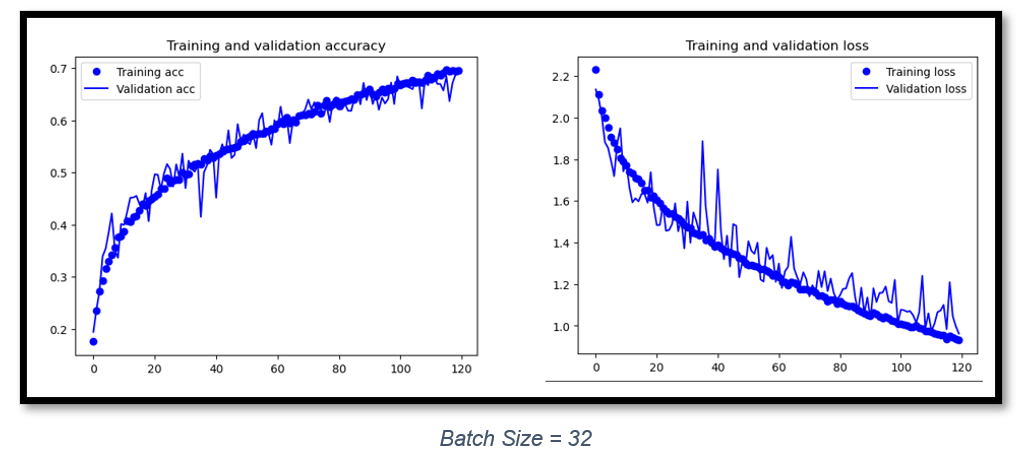 Training and validation accuracy
Training acc
Validation acc
0.7
0.6
0.5
0.4
0.3
0.2
0 20 40 60 80 100 120
Training and validation loss
Training loss
Validation loss
2.2
2.0
1.8
1.6
1.4
1.2
1.0
0 20 40 60 80 100 120
Batch Size = 32